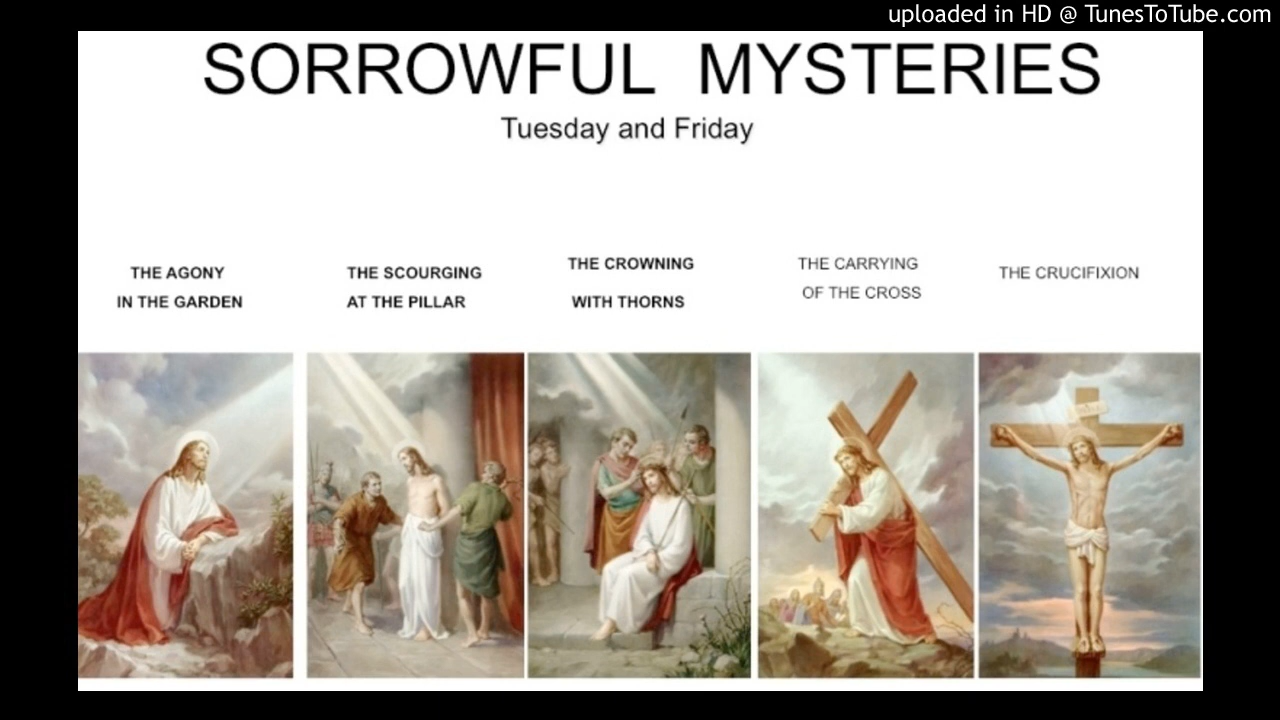 uploaded in HD @ TunesToTube.com
SORROWFUL MYSTERIES
Tuesday and Friday
THE AGONY
IN THE GARDEN
THE SCOURGING
AT THE PILLAR
THE CROWNING
WITH THORNS
THE CARRYING
OF THE CROSS
THE CRUCIFIXION